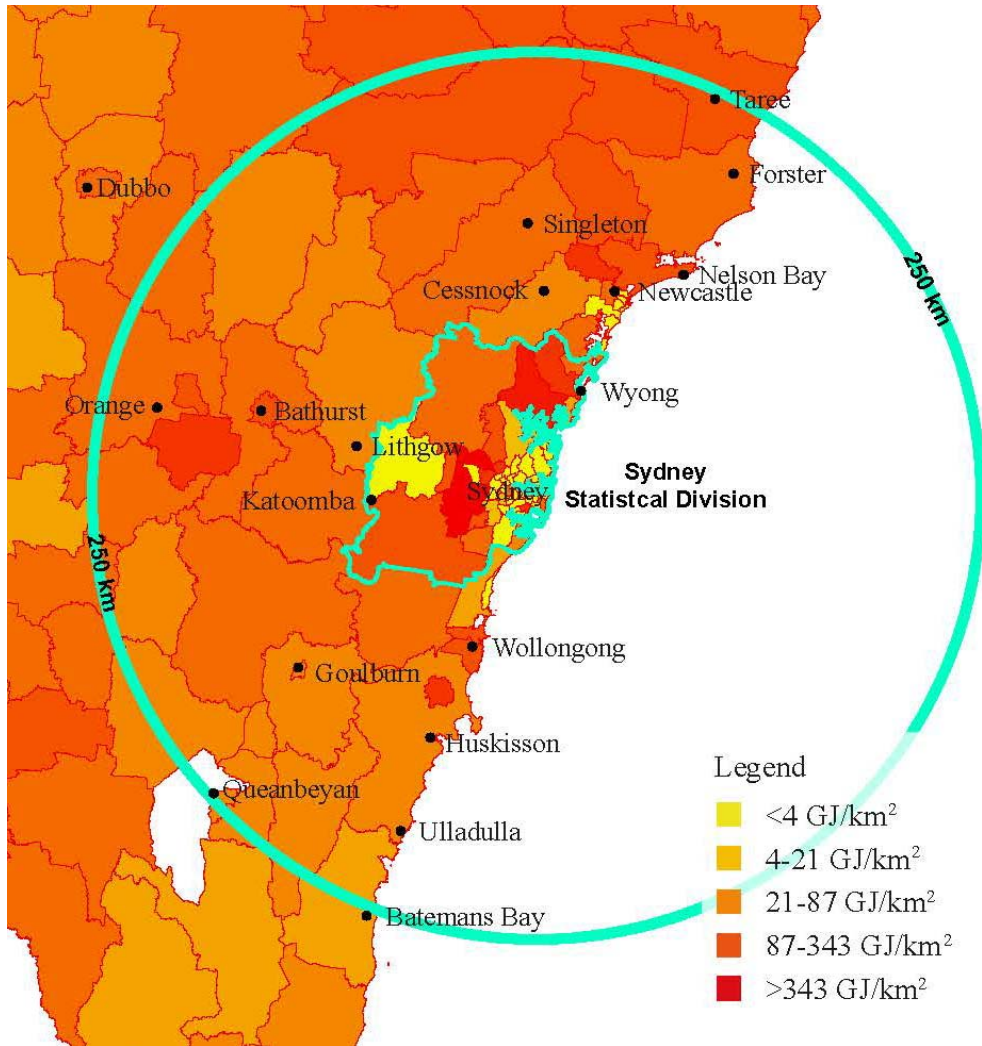 Taree
Forster
Dubbo
Singleton
250 km
Nelson Bay
Cessnock
Newcastle
Wyong
Orange
Bathurst
Lithgow
Sydney
Statistcal Division
Katoomba
Sydney
250 km
Wollongong
Goulburn
Huskisson
Queanbeyan
Ulladulla
Batemans Bay
Legend
<4 GJ/km²
4-21 GJ/km²
21-87 GJ/km²
87-343 GJ/km²
>343 GJ/km²